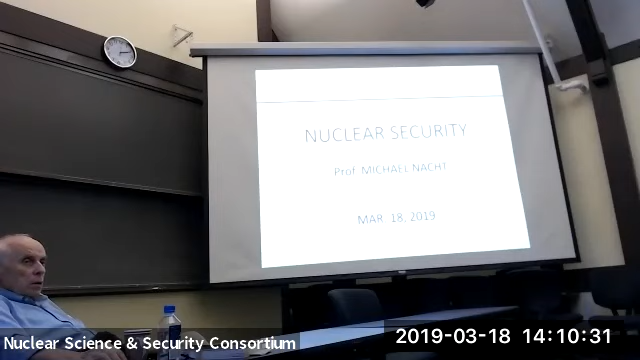 NUCLEAR SECURITY
Prof. MICHAEL NACHT
MAR 18, 2019
Nuclear Science & Security Consortium
2019-03-18 14:10:31